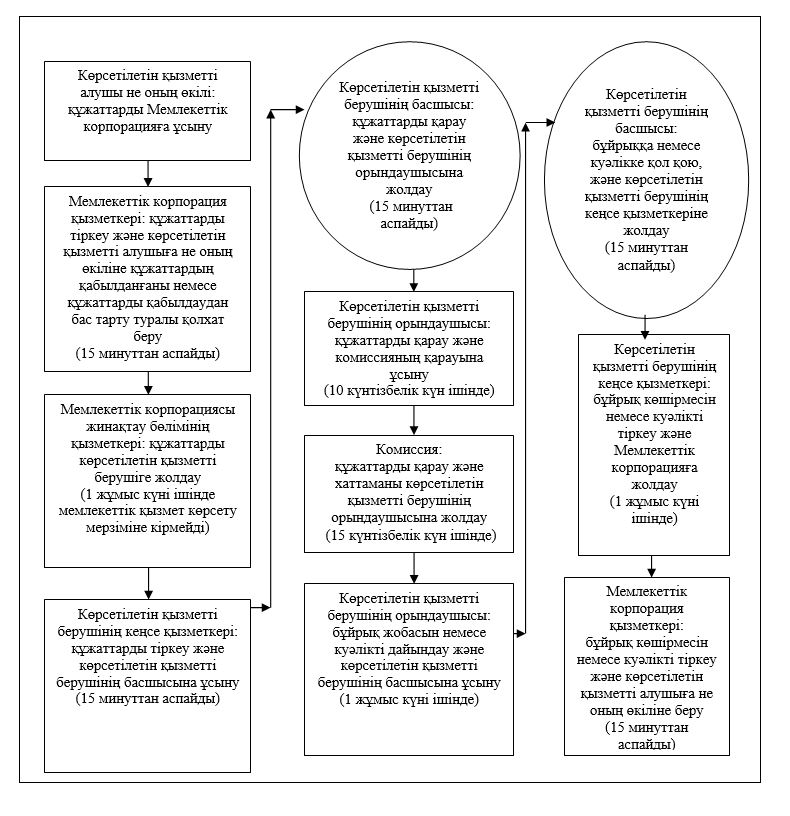 Көрсетілетін қызметті
алушы не оның өкілі:
құжаттарды Мемлекеттік
корпорацияға ұсыну
Мемлекеттік корпорация
қызметкері: құжаттарды
тіркеу және көрсетілетін
қызметті алушыға не оның
өкіліне құжаттардың
қабылданғаны немесе
құжаттарды қабылдаудан
бас тарту туралы қолхат
беру
(15 минуттан аспайды)
Мемлекеттік корпорациясы
жинақтау бөлімінің
қызметкері: құжаттарды
көрсетілетін қызметті
берушіге жолдау
(1 жұмыс күні ішінде
мемлекеттік қызмет көрсету
мерзіміне кірмейді)
Көрсетілетін қызметті
берушінің кеңсе қызметкері:
құжаттарды тіркеу және
көрсетілетін қызметті
берушінің басшысына ұсыну
(15 минуттан аспайды)
Көрсетілетін қызметті
берушінің басшысы:
құжаттарды қарау
және көрсетілетін
қызметті берушінің
орындаушысына
жолдау
(15 минуттан
аспайды)
Көрсетілетін қызметті
берушінің орындаушысы:
құжаттарды қарау және
комиссияның қарауына
ұсыну
(10 күнтізбелік күн ішінде)
Комиссия:
құжаттарды қарау және
хаттаманы көрсетілетін
қызметті берушінің
орындаушысына жолдау
(15 күнтізбелік күн ішінде)
Көрсетілетін қызметті
берушінің орындаушысы:
бұйрық жобасын немесе
куәлікті дайындау және
көрсетілетін қызметті
берушінің басшысына ұсыну
(1 жұмыс күні ішінде)
Көрсетілетін
қызметті берушінің
басшысы:
бұйрыққа немесе
куәлікке қол қою,
және көрсетілетін
қызметті берушінің
кеңсе қызметкеріне
жолдау
(15 минуттан
аспайды)
Көрсетілетін
қызметті берушінің
кеңсе қызметкері:
бұйрық көшірмесін
немесе куәлікті
тіркеу және
Мемлекеттік
корпорацияға
жолдау
(1 жұмыс күні
ішінде)
Мемлекеттік
корпорация
қызметкері:
бұйрық көшірмесін
немесе куәлікті тіркеу
және көрсетілетін
қызметті алушыға не
оның өкіліне беру
(15 минуттан
аспайды)